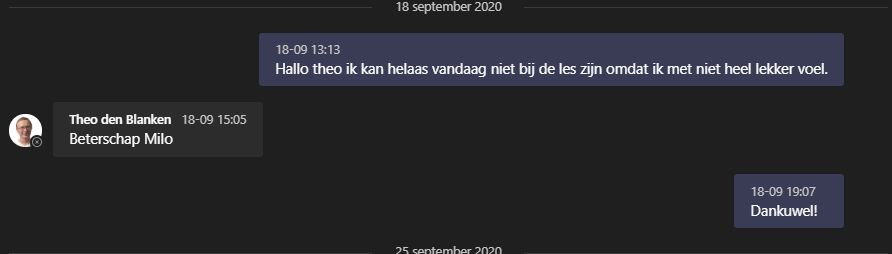 18 september 2020
18-09 13:13
Hallo theo ik kan helaas vandaag niet bij de les zijn omdat ik met niet heel lekker voel.
Theo den Blanken 18-09 15:05
Beterschap Milo
18-09 19:07
Dankuwel!
25 september 2020